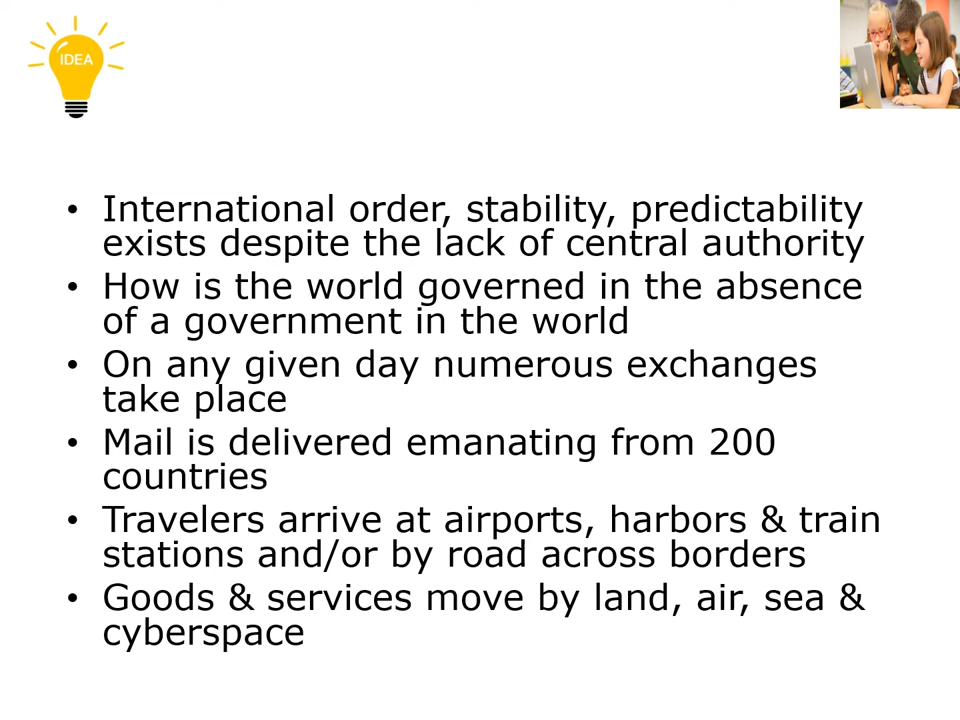 IDEA
• International order, stability, predictability
exists despite the lack of central authority
• How is the world governed in the absence
of a government in the world
• On any given day numerous exchanges
take place
• Mail is delivered emanating from 200
countries
• Travelers arrive at airports, harbors & train
stations and/or by road across borders
• Goods & services move by land, air, sea &
cyberspace